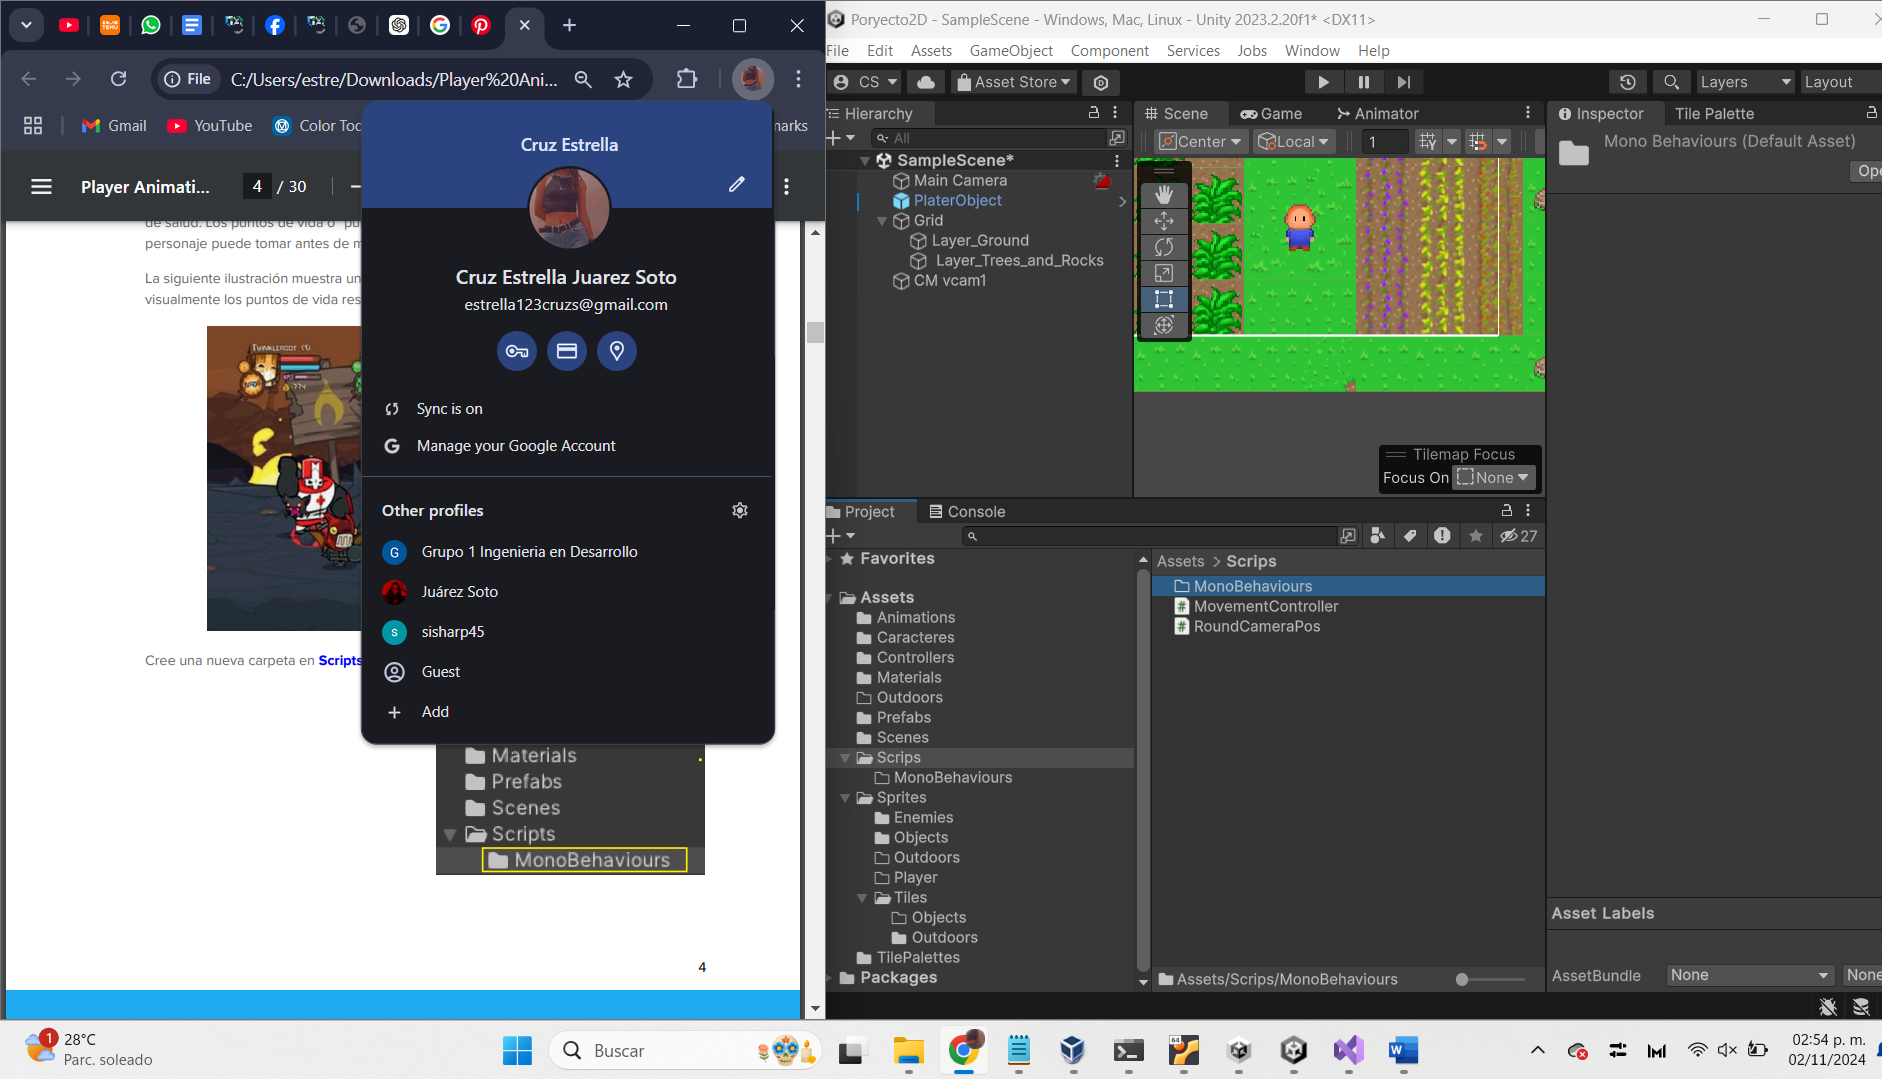 File
C:/Users/estre/Downloads/Player%20Ani...
Gmail
YouTube
Color Toc
marks
Player Animati...
4 / 30
personaje puede tomar antes de m
La siguiente ilustración muestra un
visualmente los puntos de vida res
Cree una nueva carpeta en Scripts
Materials
Prefabs
Scenes
Scripts
MonoBehaviours
4
Cruz Estrella
Cruz Estrella Juarez Soto
estrella123cruzs@gmail.com
Sync is on
Manage your Google Account
Other profiles
G Grupo 1 Ingenieria en Desarrollo
Juárez Soto
s sisharp45
Guest
Add
Poryecto2D - SampleScene - Windows, Mac, Linux - Unity 2023.2.20f1* <DX11>
File Edit Assets GameObject Component Services Jobs Window Help
CS
Asset Store
Layers
Layout
Hierarchy
All
SampleScene*
Main Camera
PlaterObject
Grid
Layer_Ground
Layer_Trees_and_Rocks
CM vcam1
Scene
Game
Animator
Center
Local
1
Tilemap Focus
Focus On None
Inspector
Tile Palette
Mono Behaviours (Default Asset)
Ope
Project
Console
27
Favorites
Assets
Animations
Caracteres
Controllers
Materials
Outdoors
Prefabs
Scenes
Scrips
MonoBehaviours
Sprites
Enemies
Objects
Outdoors
Player
Tiles
Objects
Outdoors
TilePalettes
Packages
Assets > Scrips
MonoBehaviours
MovementController
RoundCameraPos
Assets/Scrips/MonoBehaviours
Asset Labels
AssetBundle None None
1
28°C
Parc. soleado
Buscar
64
02:54 p. m.
02/11/2024